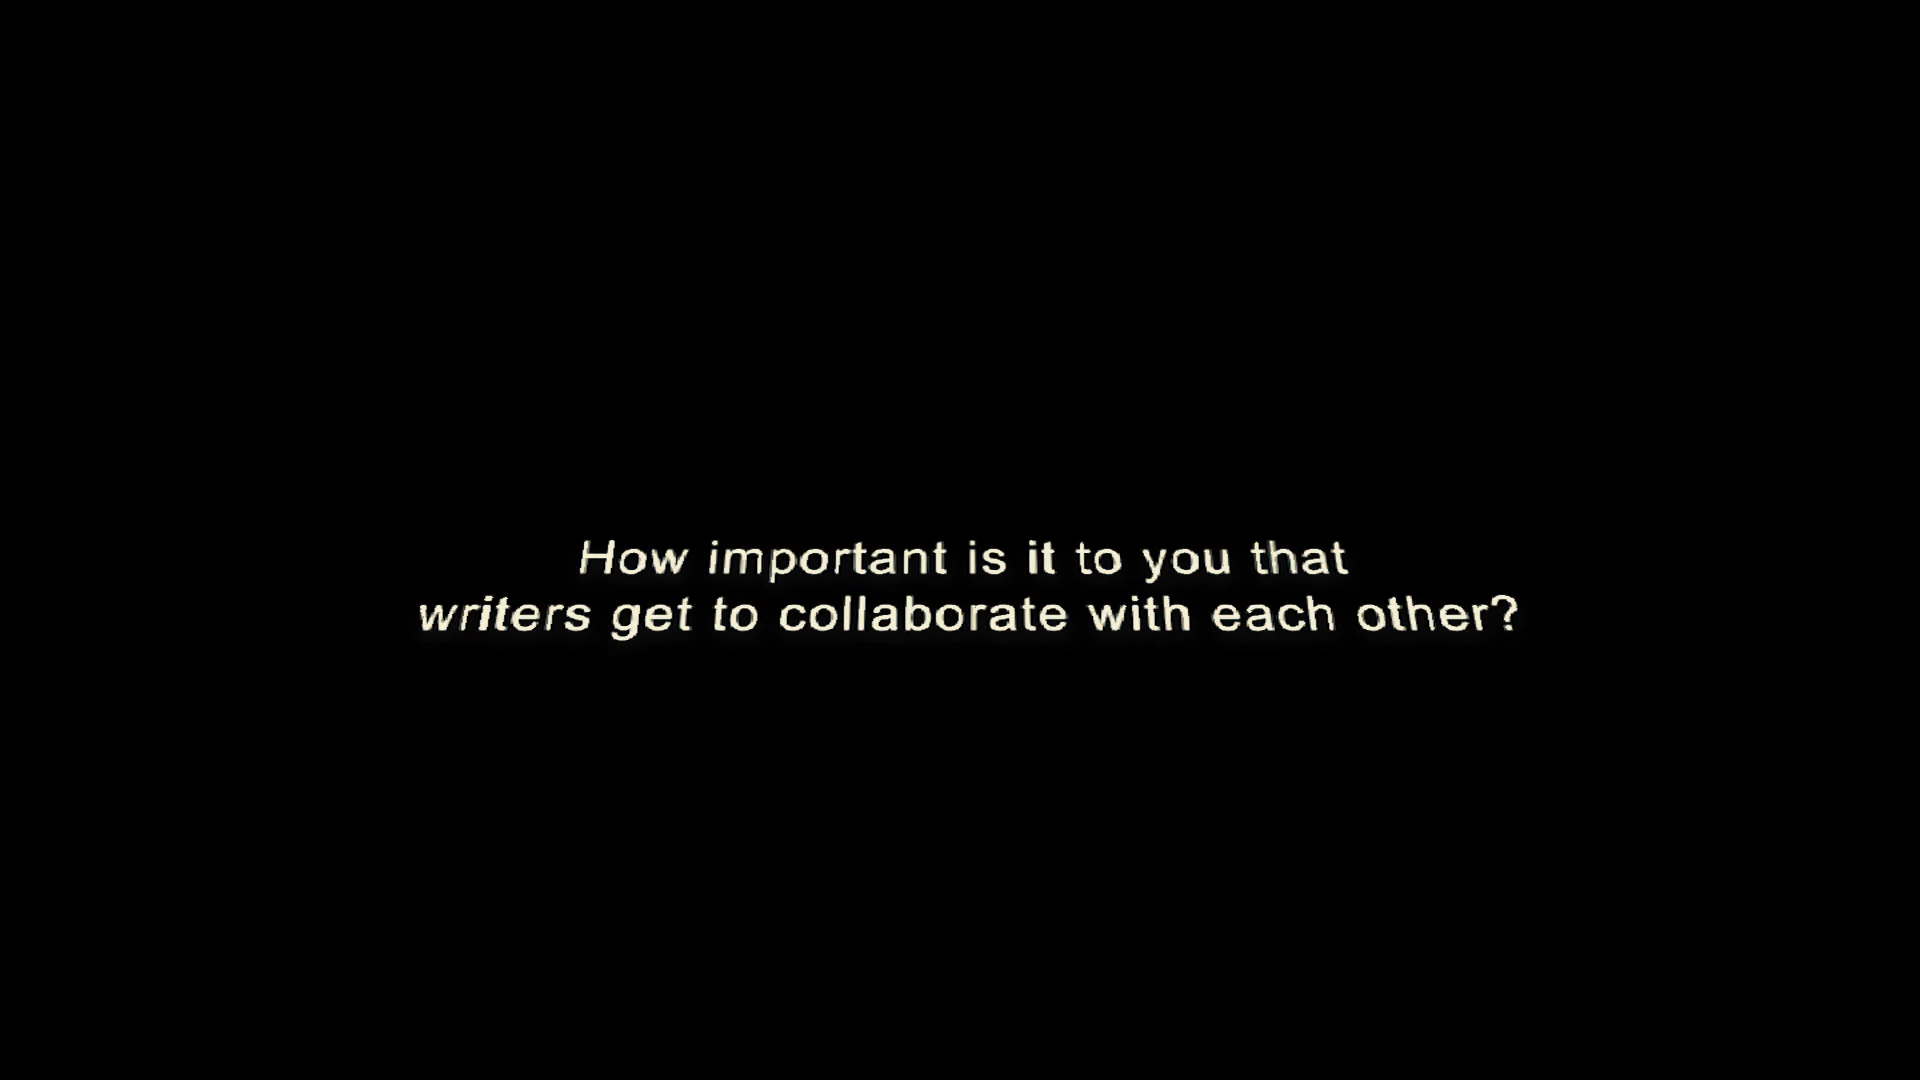 How important is it to you that
writers get to collaborate with each other?